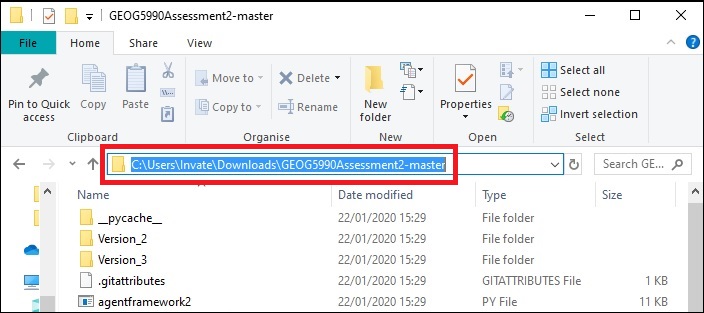 GEOG5990Assessment2-master
File Home Share View
Pin to Quick access
Copy
Paste
Clipboard
Move to
Copy to
Delete
Rename
Organise
New folder
New
Properties
Open
Select all
Select none
Invert selection
Select
C:\Users\Invate\Downloads\GEOG5990Assessment2-master
Search GE...
Name Date modified Type Size
__pycache__ 22/01/2020 15:29 File folder
Version_2 22/01/2020 15:29 File folder
Version_3 22/01/2020 15:29 File folder
.gitattributes 22/01/2020 15:29 GITATTRIBUTES File 1 KB
agentframework2 22/01/2020 15:29 PY File 11 KB